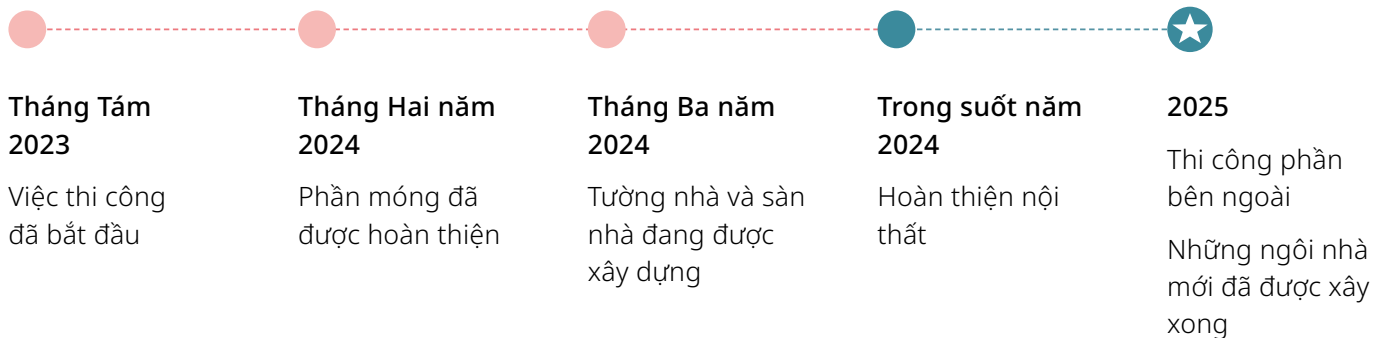 Tháng Tám
2023
Việc thi công
đã bắt đầu
Tháng Hai năm
2024
Phần móng đã
được hoàn thiện
Tháng Ba năm
2024
Tường nhà và sàn
nhà đang được
xây dựng
Trong suốt năm
2024
Hoàn thiện nội
thất
2025
Thi công phần
bên ngoài
Những ngôi nhà
mới đã được xây
xong